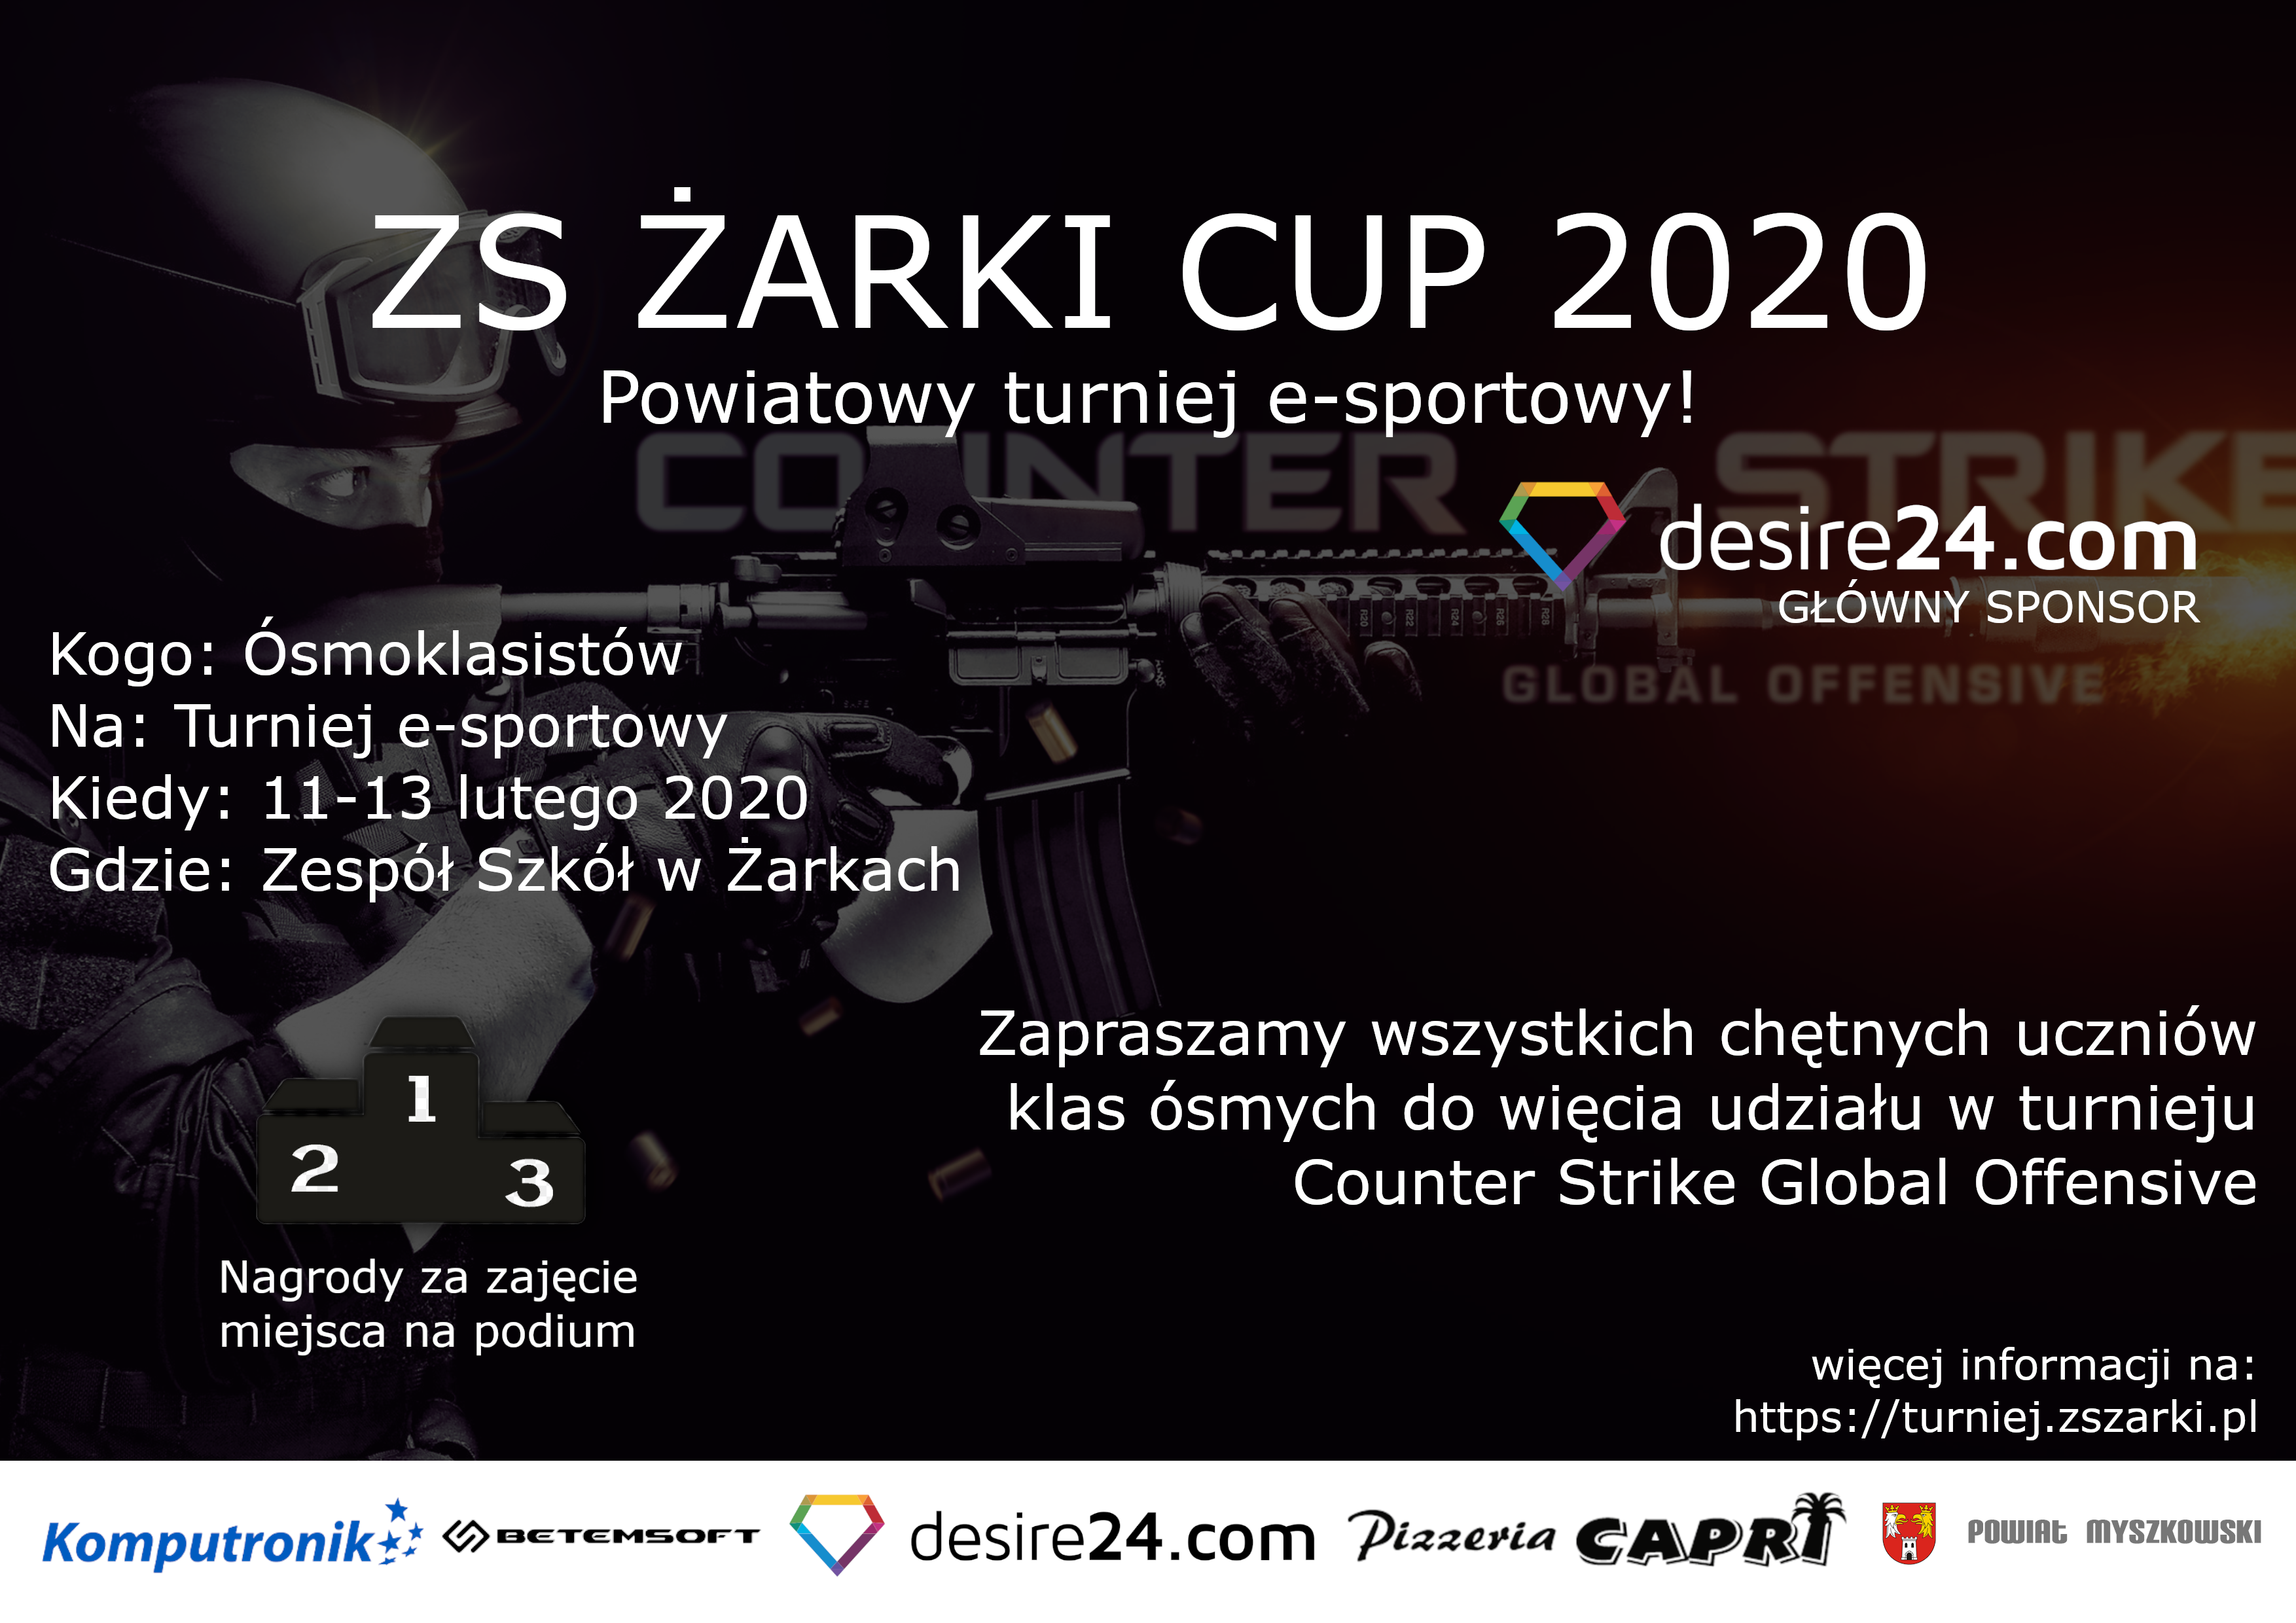 ZS ŻARKI CUP 2020
Powiatowy turniej e-sportowy!
COUNTER STRIKE
desire24.com
GŁÓWNY SPONSOR
GLOBAL OFFENSIVE
Kogo: Ósmoklasistów
Na: Turniej e-sportowy
Kiedy: 11-13 lutego 2020
Gdzie: Zespół Szkół w Żarkach
1
2
3
Nagrody za zajęcie
miejsca na podium
Zapraszamy wszystkich chętnych uczniów
klas ósmych do więcia udziału w turnieju
Counter Strike Global Offensive
więcej informacji na:
https://turniej.zszarki.pl
Komputronik
BETEMSOFT
desire24.com
Pizzeria CAPRI
POWIAT MYSZKOWSKI